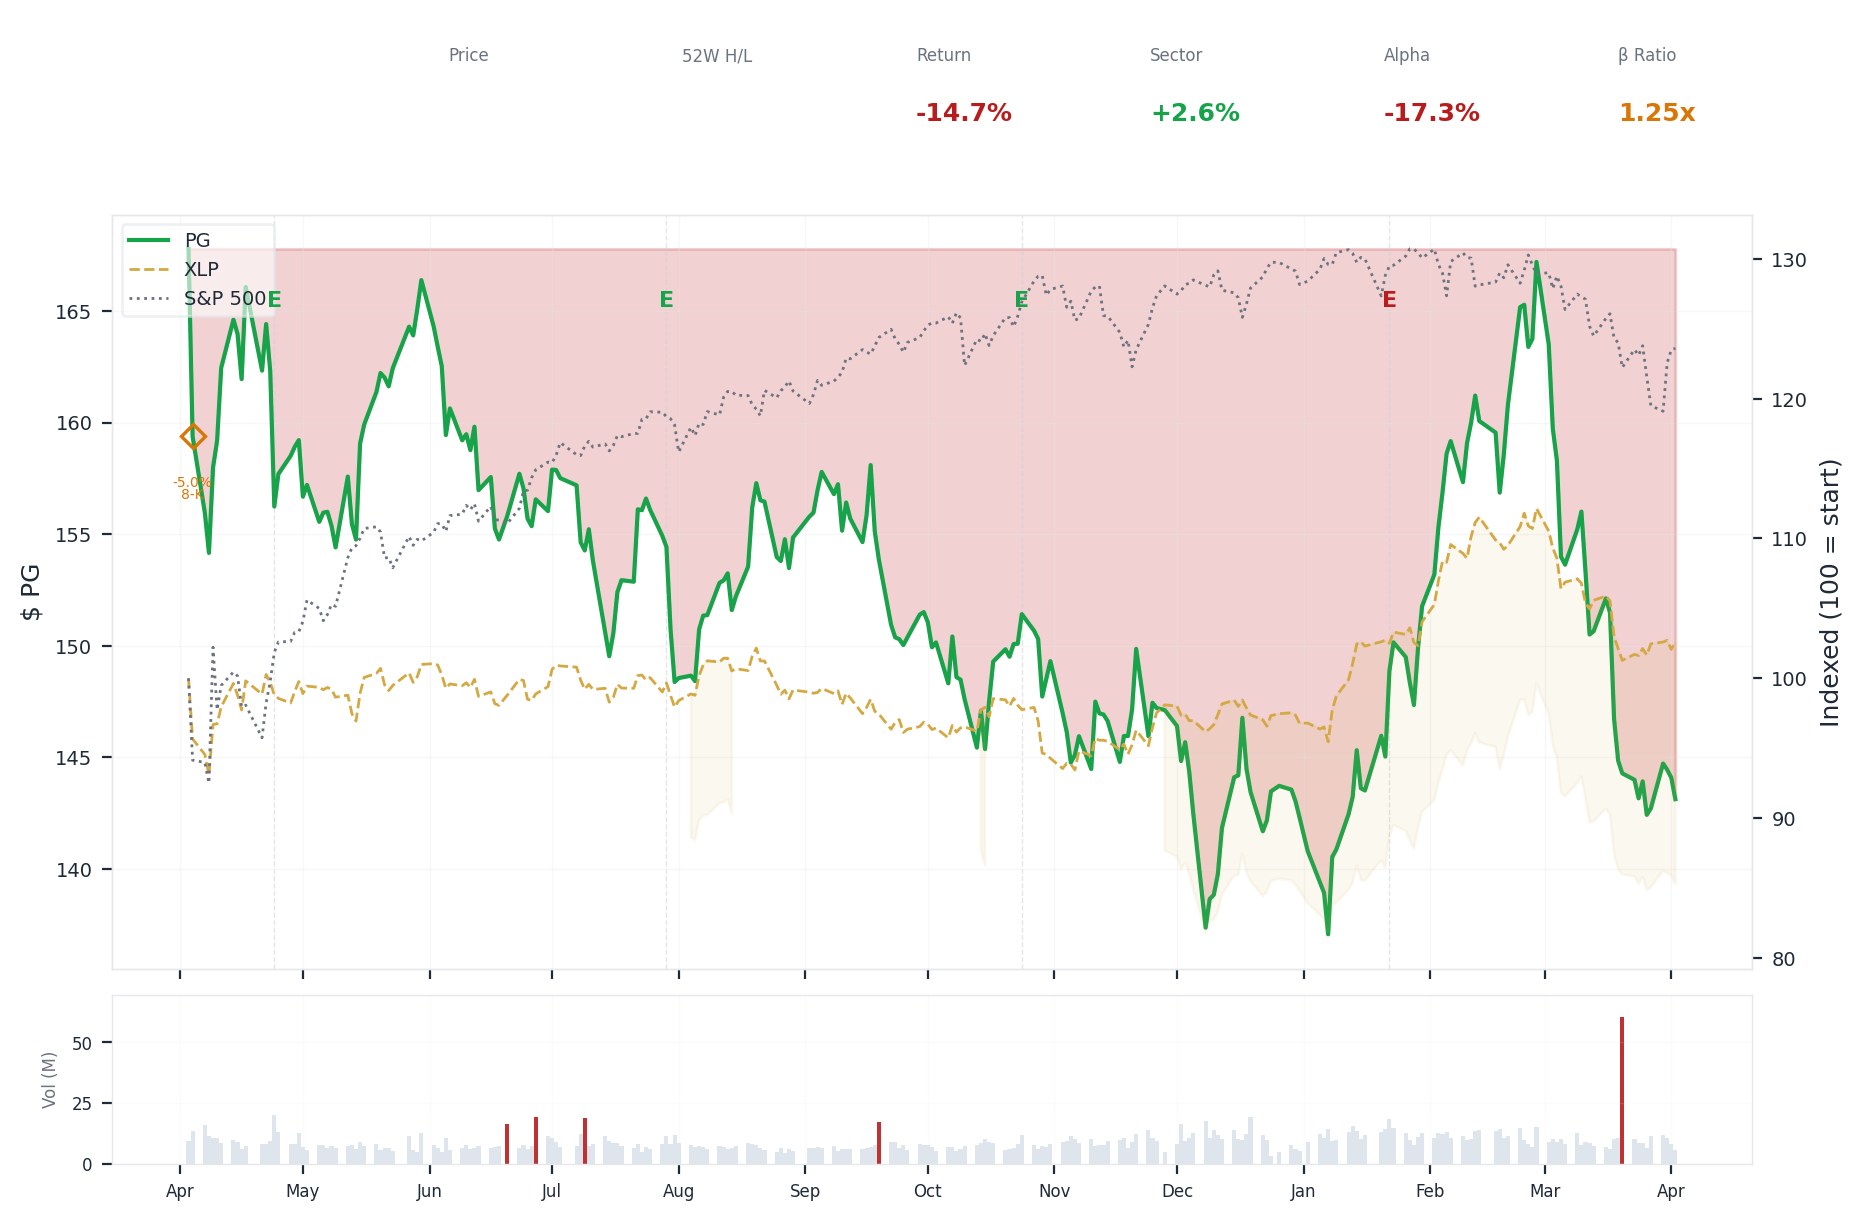 Price 52W H/L Return Sector Alpha β Ratio
-14.7% +2.6% -17.3% 1.25x
PG
XLP
S&P 500
E E E E
-5.0%
8-K
$ PG
165
160
155
150
145
140
Indexed (100 = start)
130
120
110
100
90
80
Vol (M)
50
25
0
Apr May Jun Jul Aug Sep Oct Nov Dec Jan Feb Mar Apr